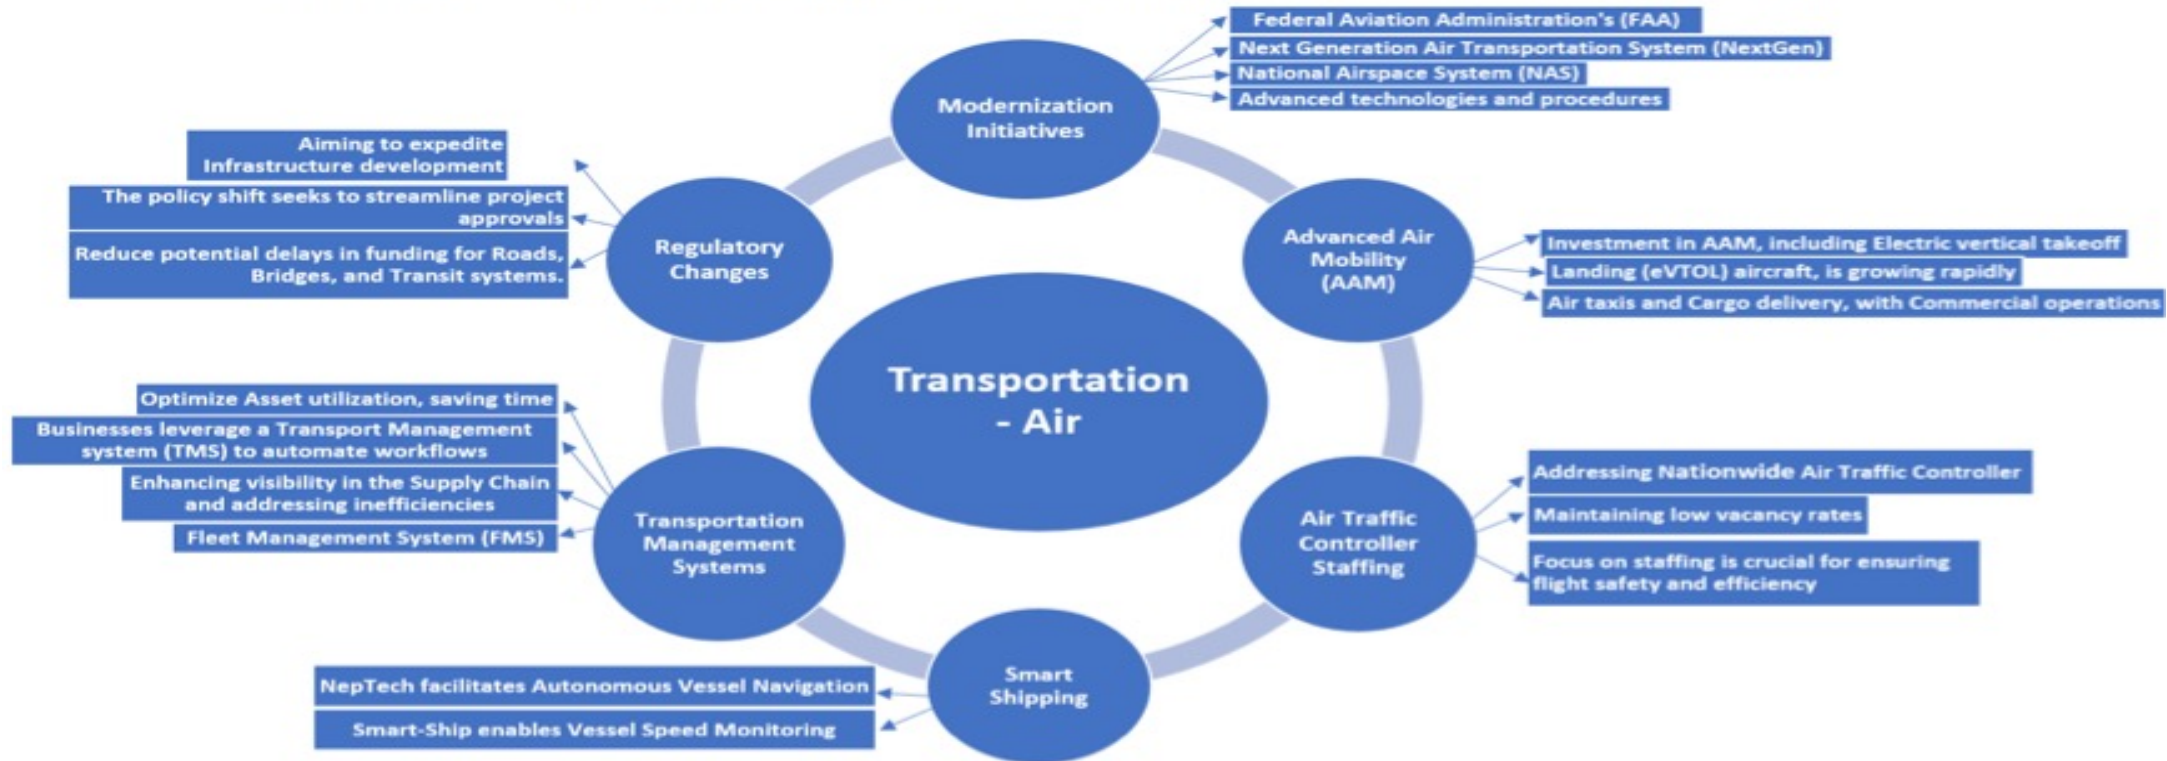 Federal Aviation Administration's (FAA)
Next Generation Air Transportation System (NextGen)
National Airspace System (NAS)
Advanced technologies and procedures
Modernization
Initiatives
Aiming to expedite
Infrastructure development
The policy shift seeks to streamline project
approvals
Reduce potential delays in funding for Roads,
Bridges, and Transit systems.
Regulatory
Changes
Advanced Air
Mobility
(AAM)
Investment in AAM, including Electric vertical takeoff
Landing (eVTOL) aircraft, is growing rapidly
Air taxis and Cargo delivery, with Commercial operations
Transportation
- Air
Optimize Asset utilization, saving time
Businesses leverage a Transport Management
system (TMS) to automate workflows
Enhancing visibility in the Supply Chain
and addressing inefficiencies
Fleet Management System (FMS)
Transportation
Management
Systems
Air Traffic
Controller
Staffing
Addressing Nationwide Air Traffic Controller
Maintaining low vacancy rates
Focus on staffing is crucial for ensuring
flight safety and efficiency
Smart
Shipping
NepTech facilitates Autonomous Vessel Navigation
Smart-Ship enables Vessel Speed Monitoring